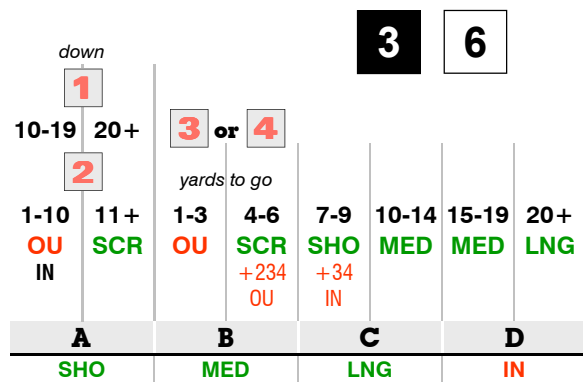 3 6
down
1
10-19 20+ 3 or 4
2 yards to go
1-10 11+ 1-3 4-6 7-9 10-14 15-19 20+
OU SCR OU SCR SHO MED MED LNG
IN +234 +34
OU IN
A B C D
SHO MED LNG IN